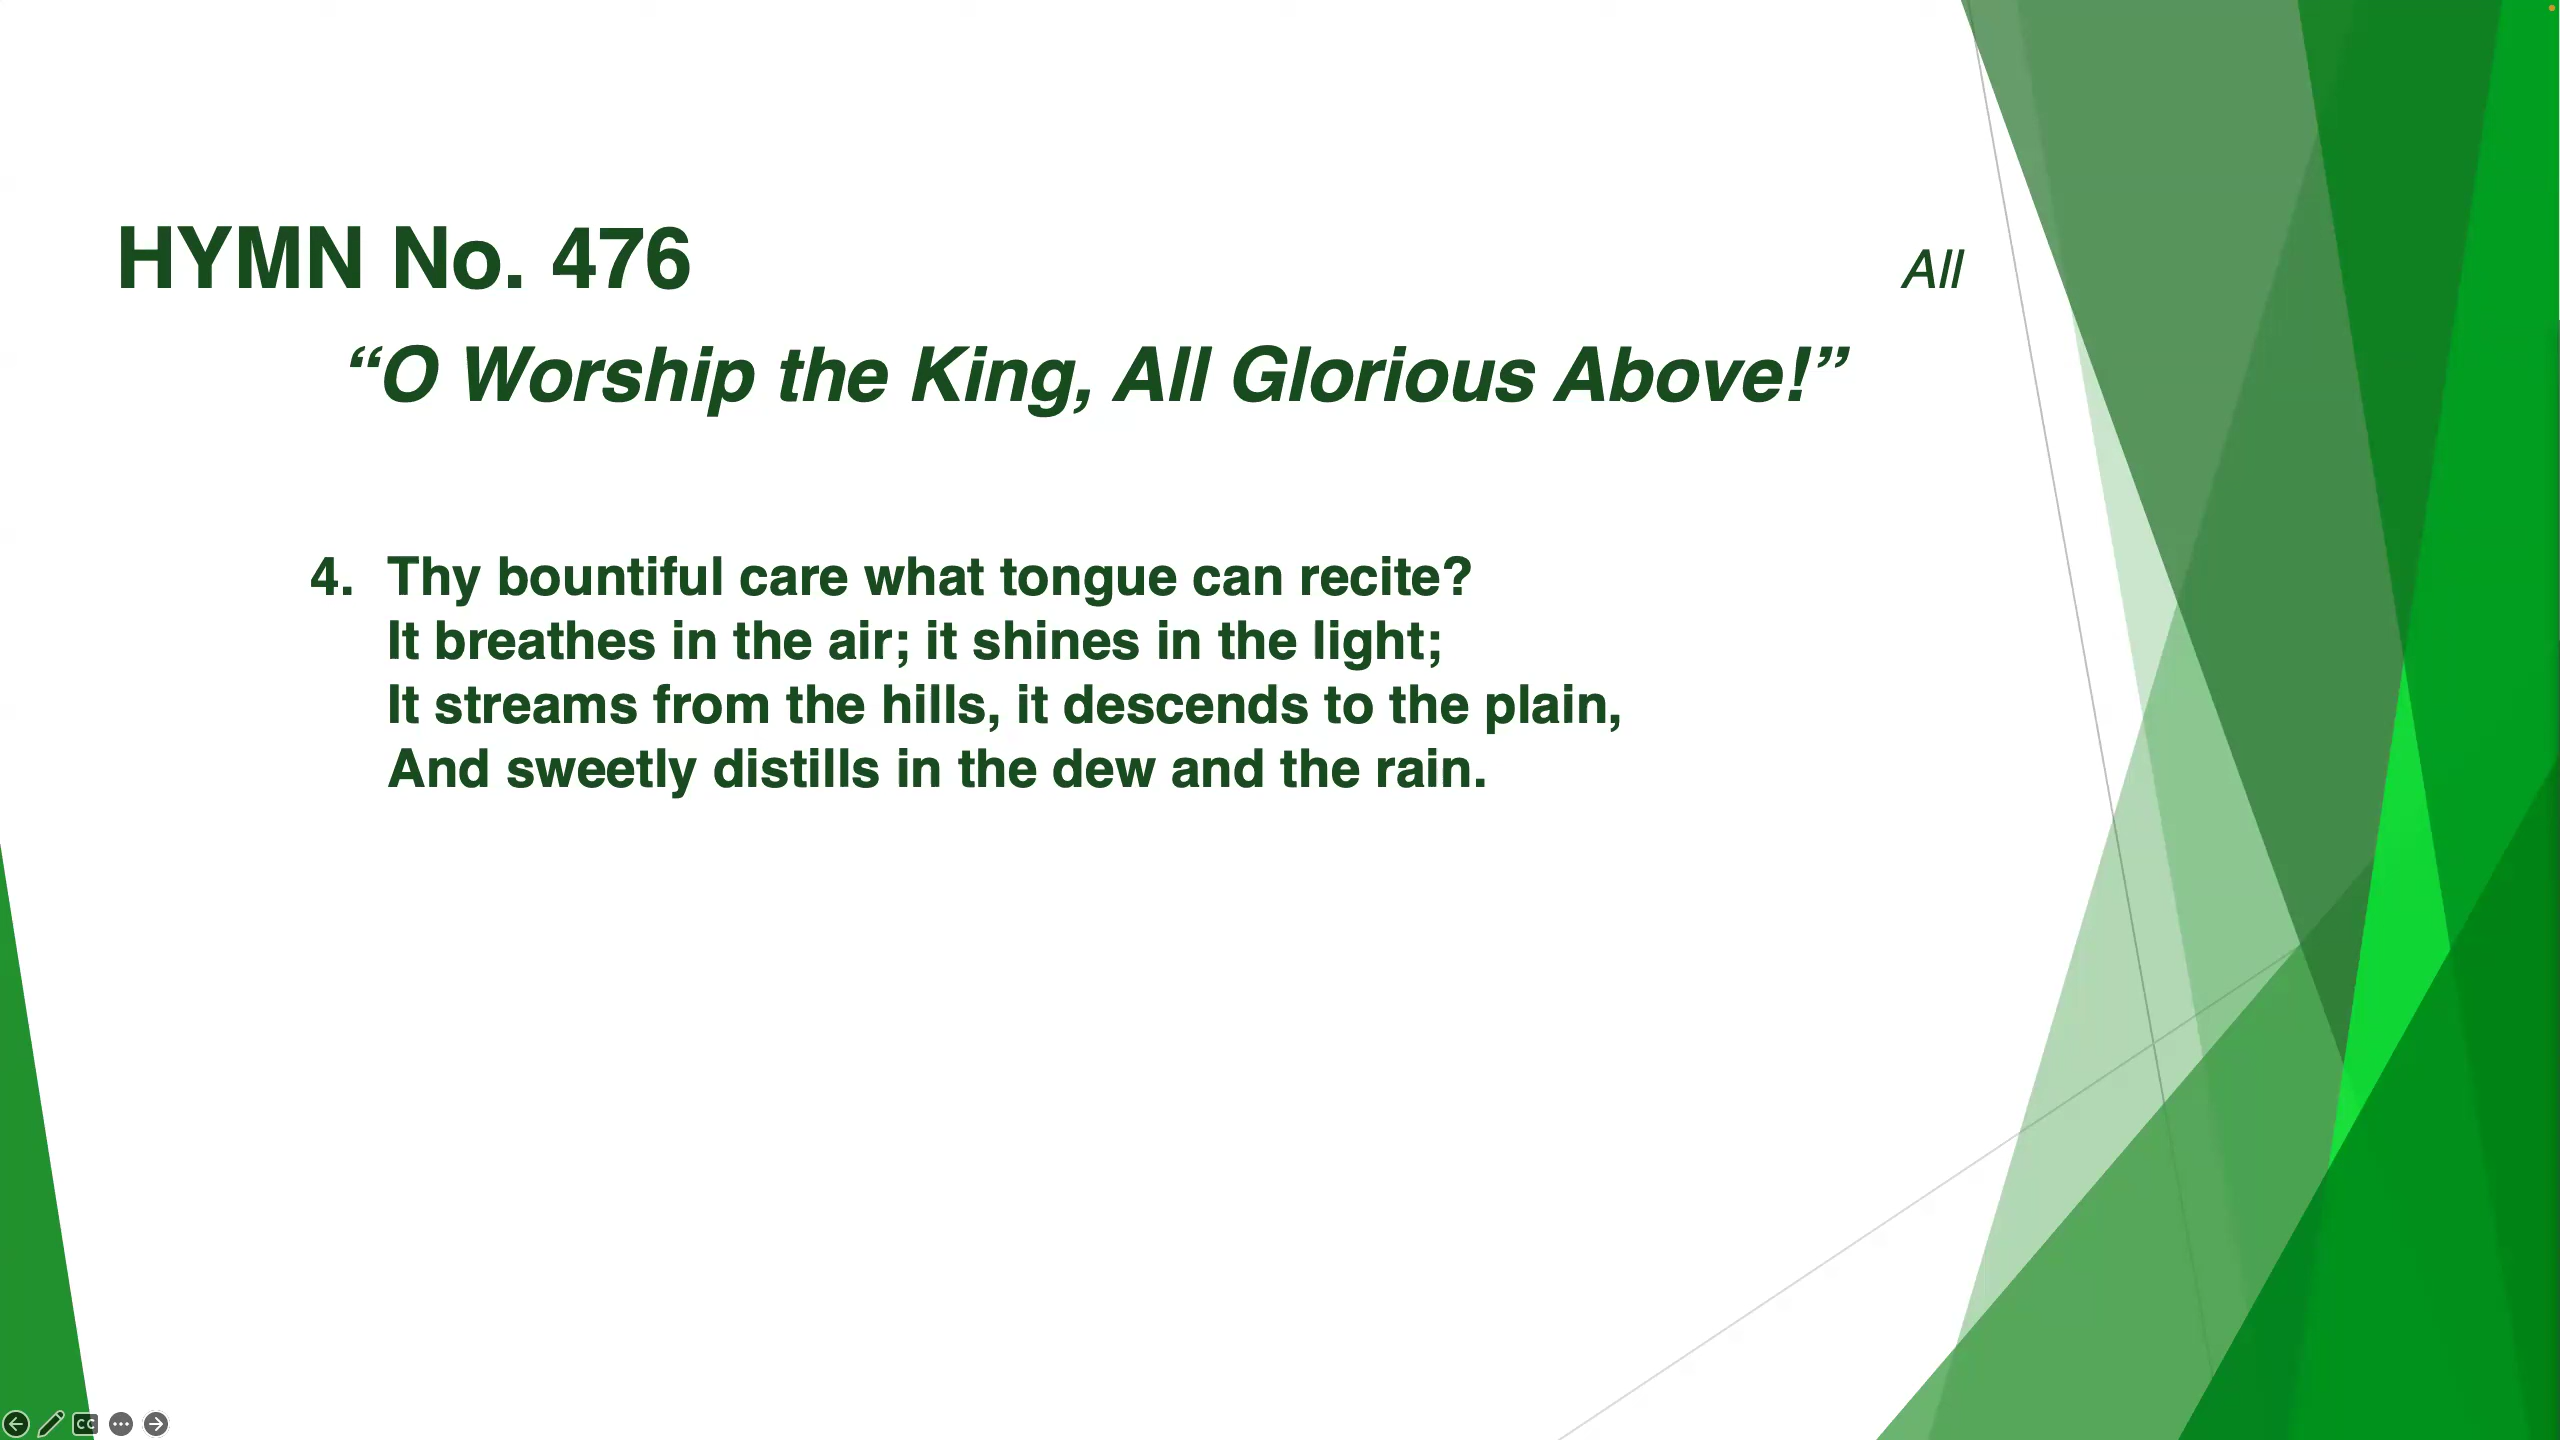 HYMN No. 476 All
“O Worship the King, All Glorious Above!”
4. Thy bountiful care what tongue can recite?
It breathes in the air; it shines in the light;
It streams from the hills, it descends to the plain,
And sweetly distills in the dew and the rain.
CC